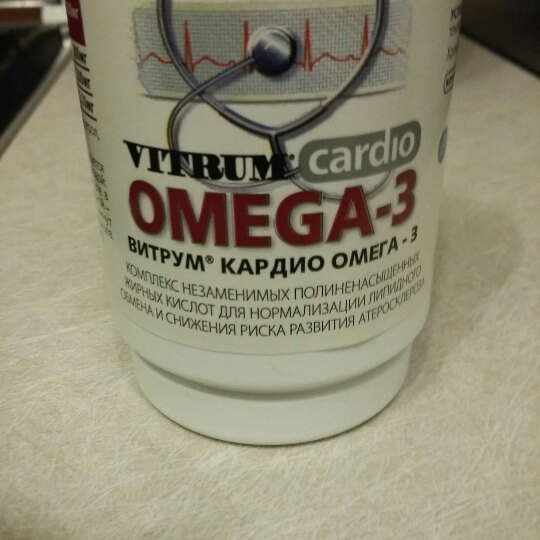 VITRUM® cardio
OMEGA-3
ВИТРУМ® КАРДИО ОМЕГА - 3
КОМПЛЕКС НЕЗАМЕНИМЫХ ПОЛИНЕНАСЫЩЕННЫХ
ЖИРНЫХ КИСЛОТ ДЛЯ НОРМАЛИЗАЦИИ ЛИПИДНОГО
ОБМЕНА И СНИЖЕНИЯ РИСКА РАЗВИТИЯ АТЕРОСКЛЕРОЗА